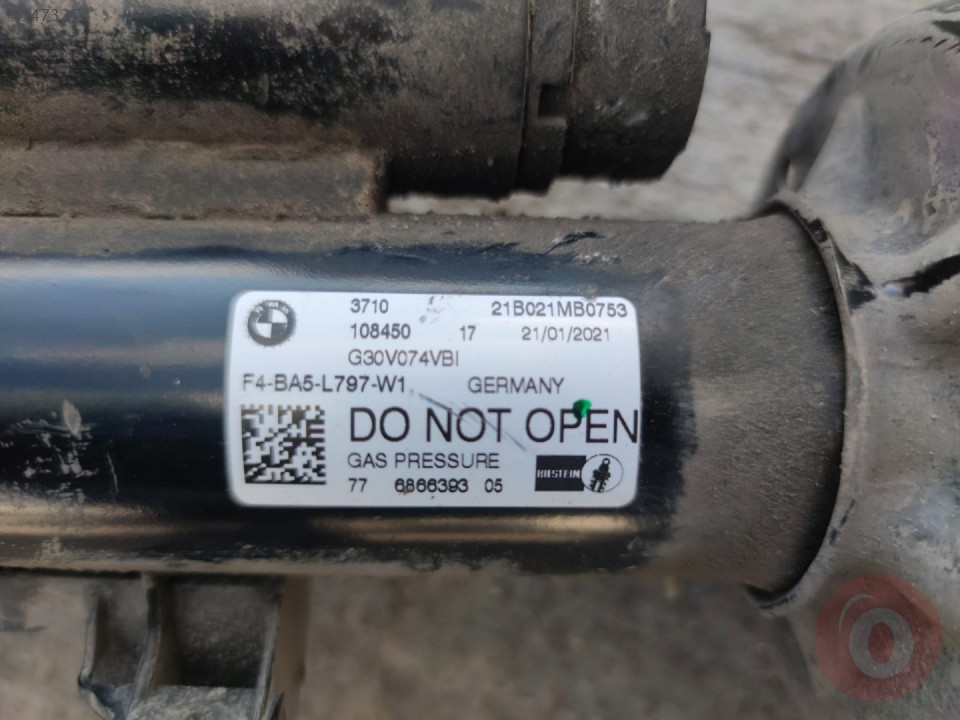 3710 21B021MB0753
108450 17 21/01/2021
G30V074VBI
F4-BA5-L797-W1 GERMANY
DO NOT OPEN
GAS PRESSURE
77 6866393 05
BILSTEIN